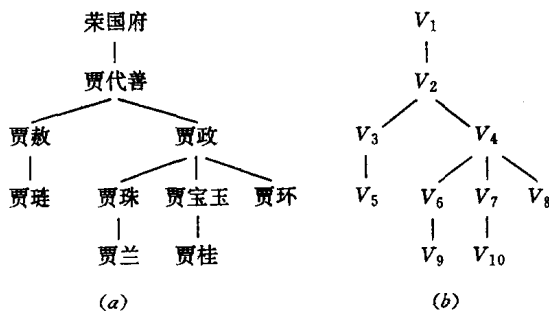 荣国府 V₁
贾代善 V₂
贾赦 贾政 V₃ V₄
贾琏 贾珠 贾宝玉 贾环 V₅ V₆ V₇ V₈
贾兰 贾桂 V₉ V₁₀
(a) (b)